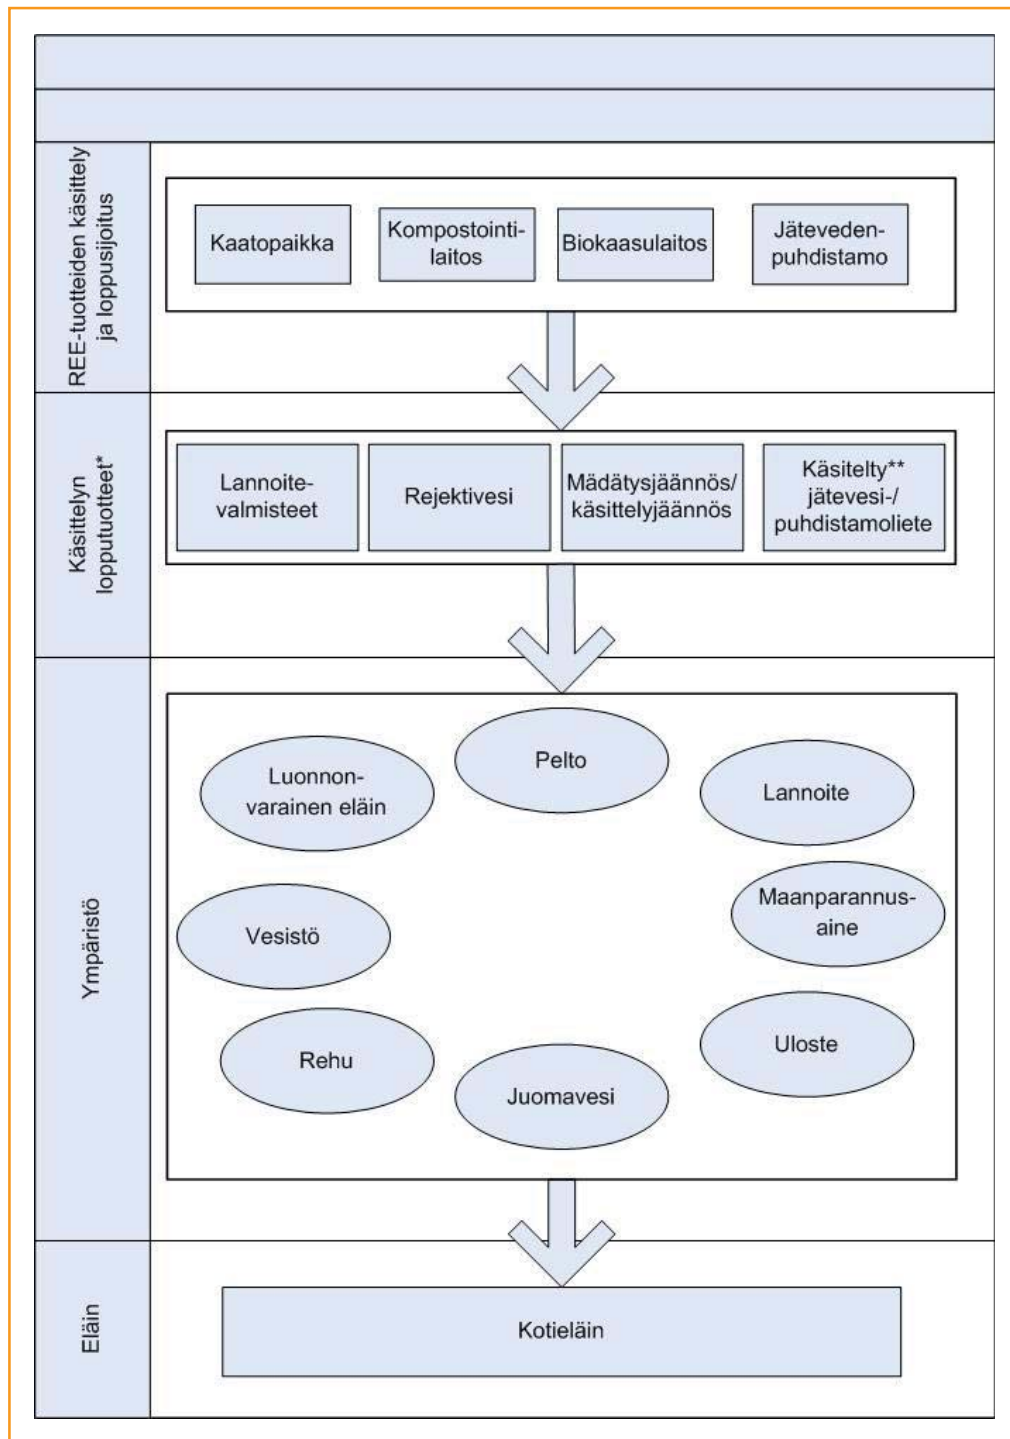 REE-tuotteiden käsittely
ja loppusijoitus
Kaatopaikka
Kompostointi-
laitos
Biokaasulaitos
Jäteveden-
puhdistamo
Käsittelyn
lopputuotteet*
Lannoite-
valmisteet
Rejektivesi
Mädätysjäännös/
käsittelyjäännös
Käsitelty**
jätevesi-/
puhdistamoliete
Ympäristö
Pelto
Luonnon-
varainen eläin
Lannoite
Maanparannus-
aine
Vesistö
Uloste
Rehu
Juomavesi
Eläin
Kotieläin